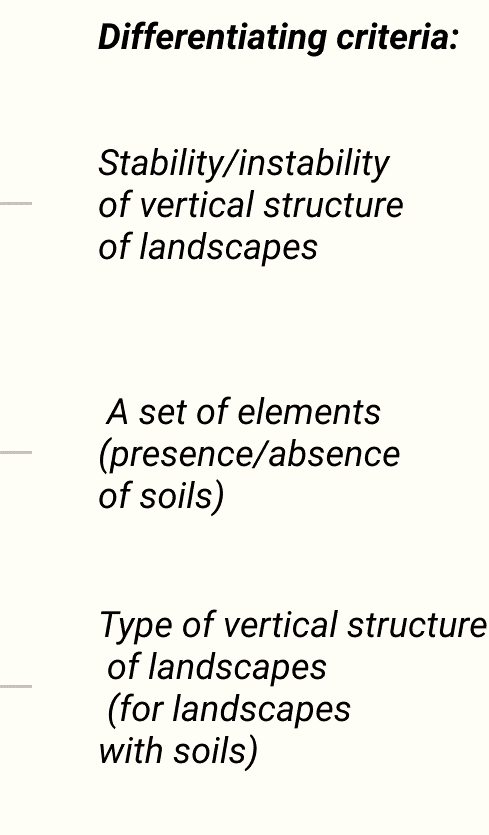 Differentiating criteria:
Stability/instability
of vertical structure
of landscapes
A set of elements
(presence/absence
of soils)
Type of vertical structure
of landscapes
(for landscapes
with soils)